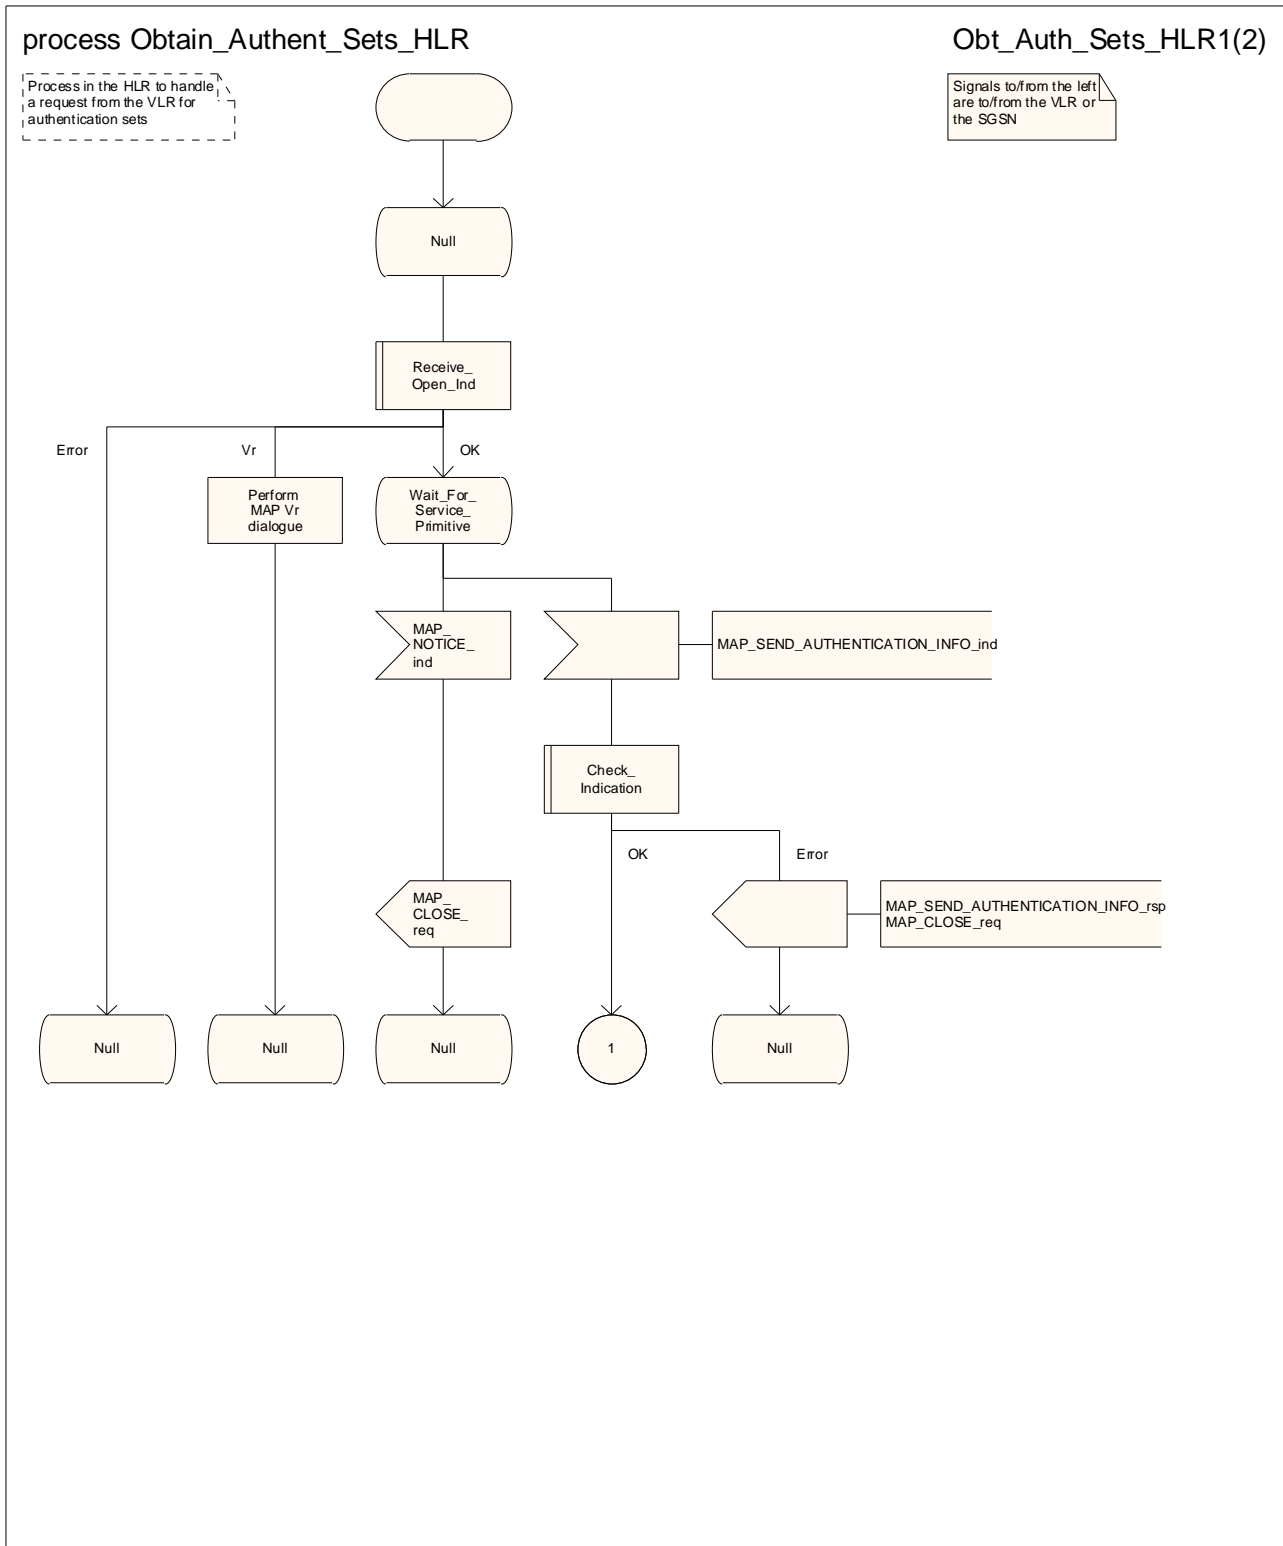 process Obtain_Authent_Sets_HLR
Obt_Auth_Sets_HLR1(2)
Process in the HLR to handle
a request from the VLR for
authentication sets
Signals to/from the left
are to/from the VLR or
the SGSN
Null
Receive_
Open_Ind
Error
Vr
OK
Perform
MAP Vr
dialogue
Wait_For_
Service_
Primitive
MAP_
NOTICE_
ind
MAP_SEND_AUTHENTICATION_INFO_ind
Check_
Indication
OK
Error
MAP_
CLOSE_
req
MAP_SEND_AUTHENTICATION_INFO_rsp
MAP_CLOSE_req
Null
Null
Null
1
Null